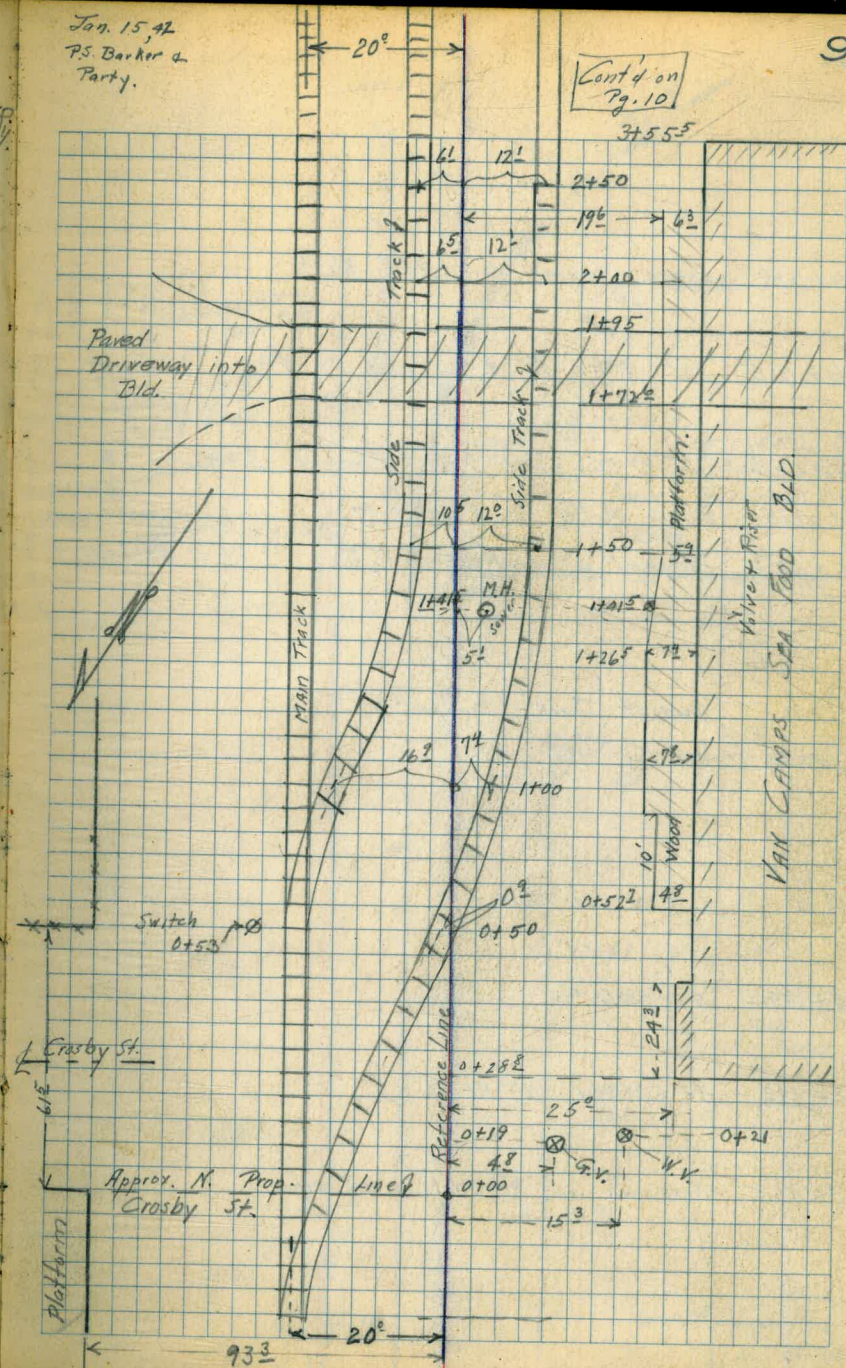 Jan. 15, 42
P.S. Barker &
Party.
9
20⁰
Cont'd on
Pg. 10
3+55⁵
6¹ 12¹
2+50
19⁶ 6³
6⁵ 12¹
2+00
Track
1+95
Paved
Driveway into
Bld.
1+72⁰
Side
Side Track
Platform.
10⁵ 12⁰
1+50
5⁹
Valve & Riser
VAN CAMPS SEA FOOD BLD.
1+41⁵
M.H.
Sewer
1+41⁵
5¹
1+26⁵
MAIN Track
16⁹ 7⁴
1+00
7⁸
10'
Wood
0⁹
0+52⁷ 4⁸
Switch
0+53
0+50
Reference Line
24³
Crosby St.
0+28⁸
61⁵
25⁰
0+19
0+21
4⁸
G.V.
W.V.
Approx. N. Prop. Line of
Crosby St.
0+00
15³
Platform
20⁰
93³